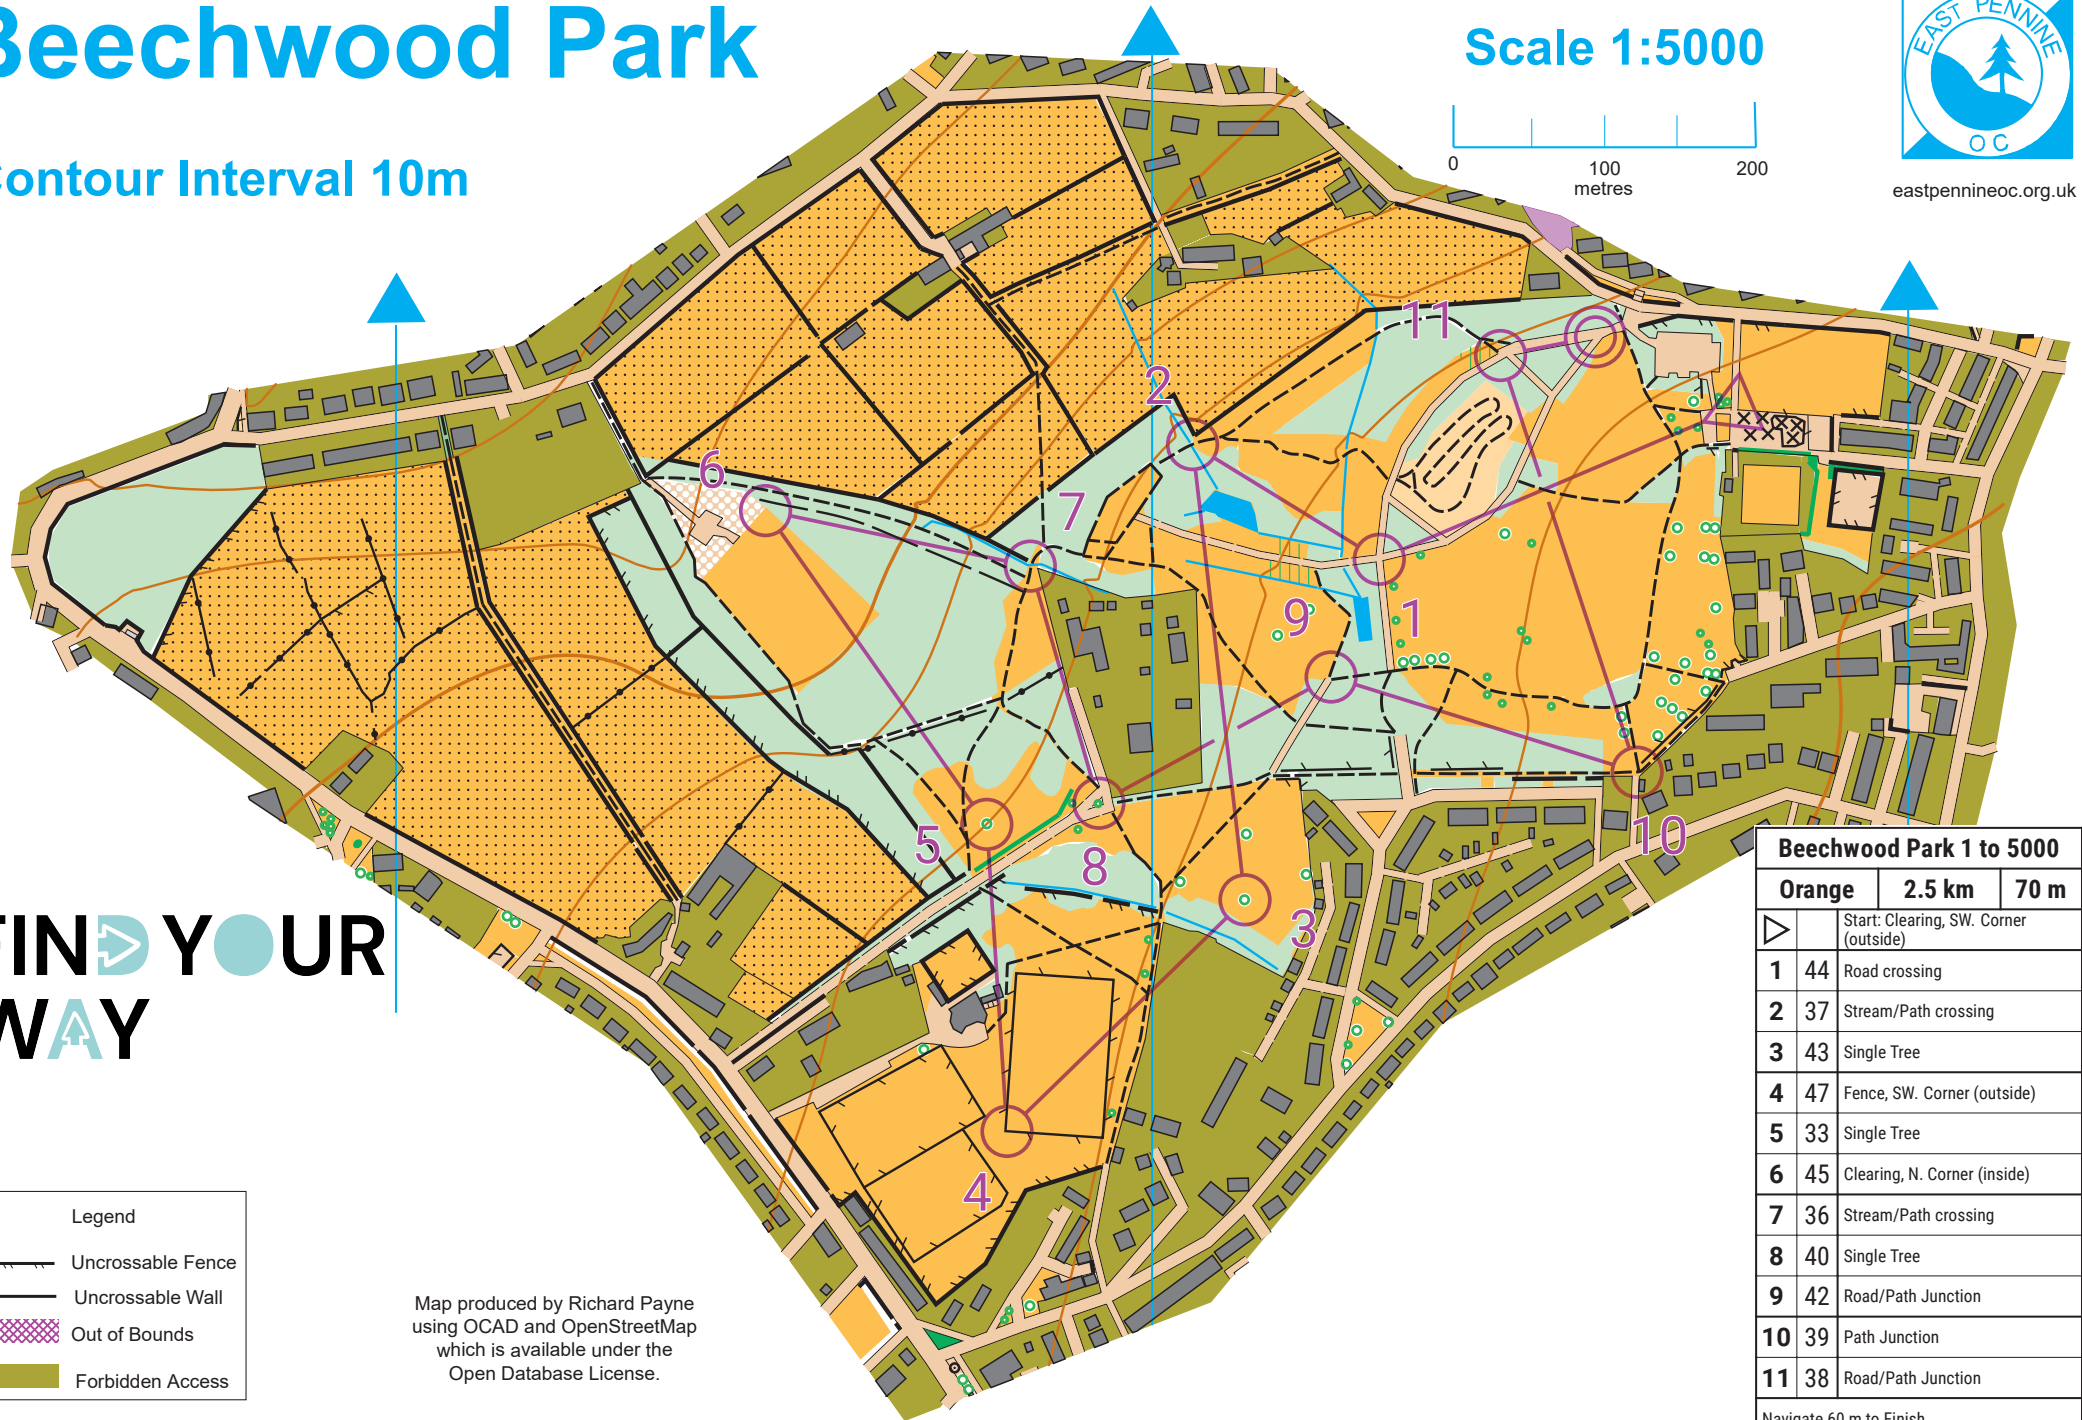 Beechwood Park
Contour Interval 10m
Scale 1:5000
0
100
200
metres
EAST PENNINE
OC
eastpennineoc.org.uk
11
2
6
7
9
1
5
8
10
3
4
FIND YOUR
WAY
Legend
Uncrossable Fence
Uncrossable Wall
Out of Bounds
Forbidden Access
Map produced by Richard Payne
using OCAD and OpenStreetMap
which is available under the
Open Database License.
Beechwood Park 1 to 5000
Orange 2.5 km 70 m
Start: Clearing, SW. Corner
(outside)
1 44 Road crossing
2 37 Stream/Path crossing
3 43 Single Tree
4 47 Fence, SW. Corner (outside)
5 33 Single Tree
6 45 Clearing, N. Corner (inside)
7 36 Stream/Path crossing
8 40 Single Tree
9 42 Road/Path Junction
10 39 Path Junction
11 38 Road/Path Junction
Navigate 60 m to Finish